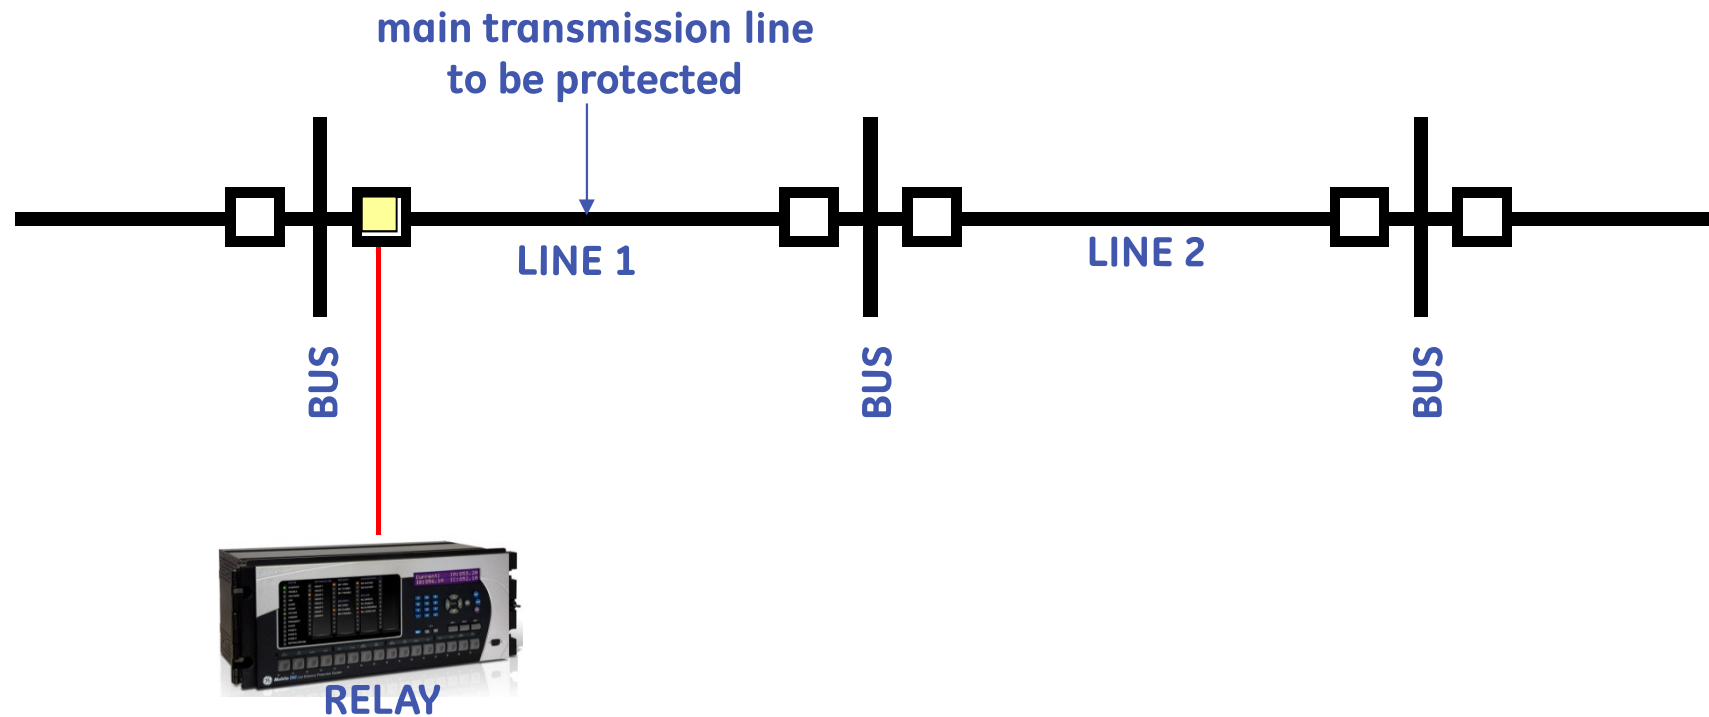 main transmission line
to be protected
LINE 1
LINE 2
BUS
BUS
BUS
RELAY